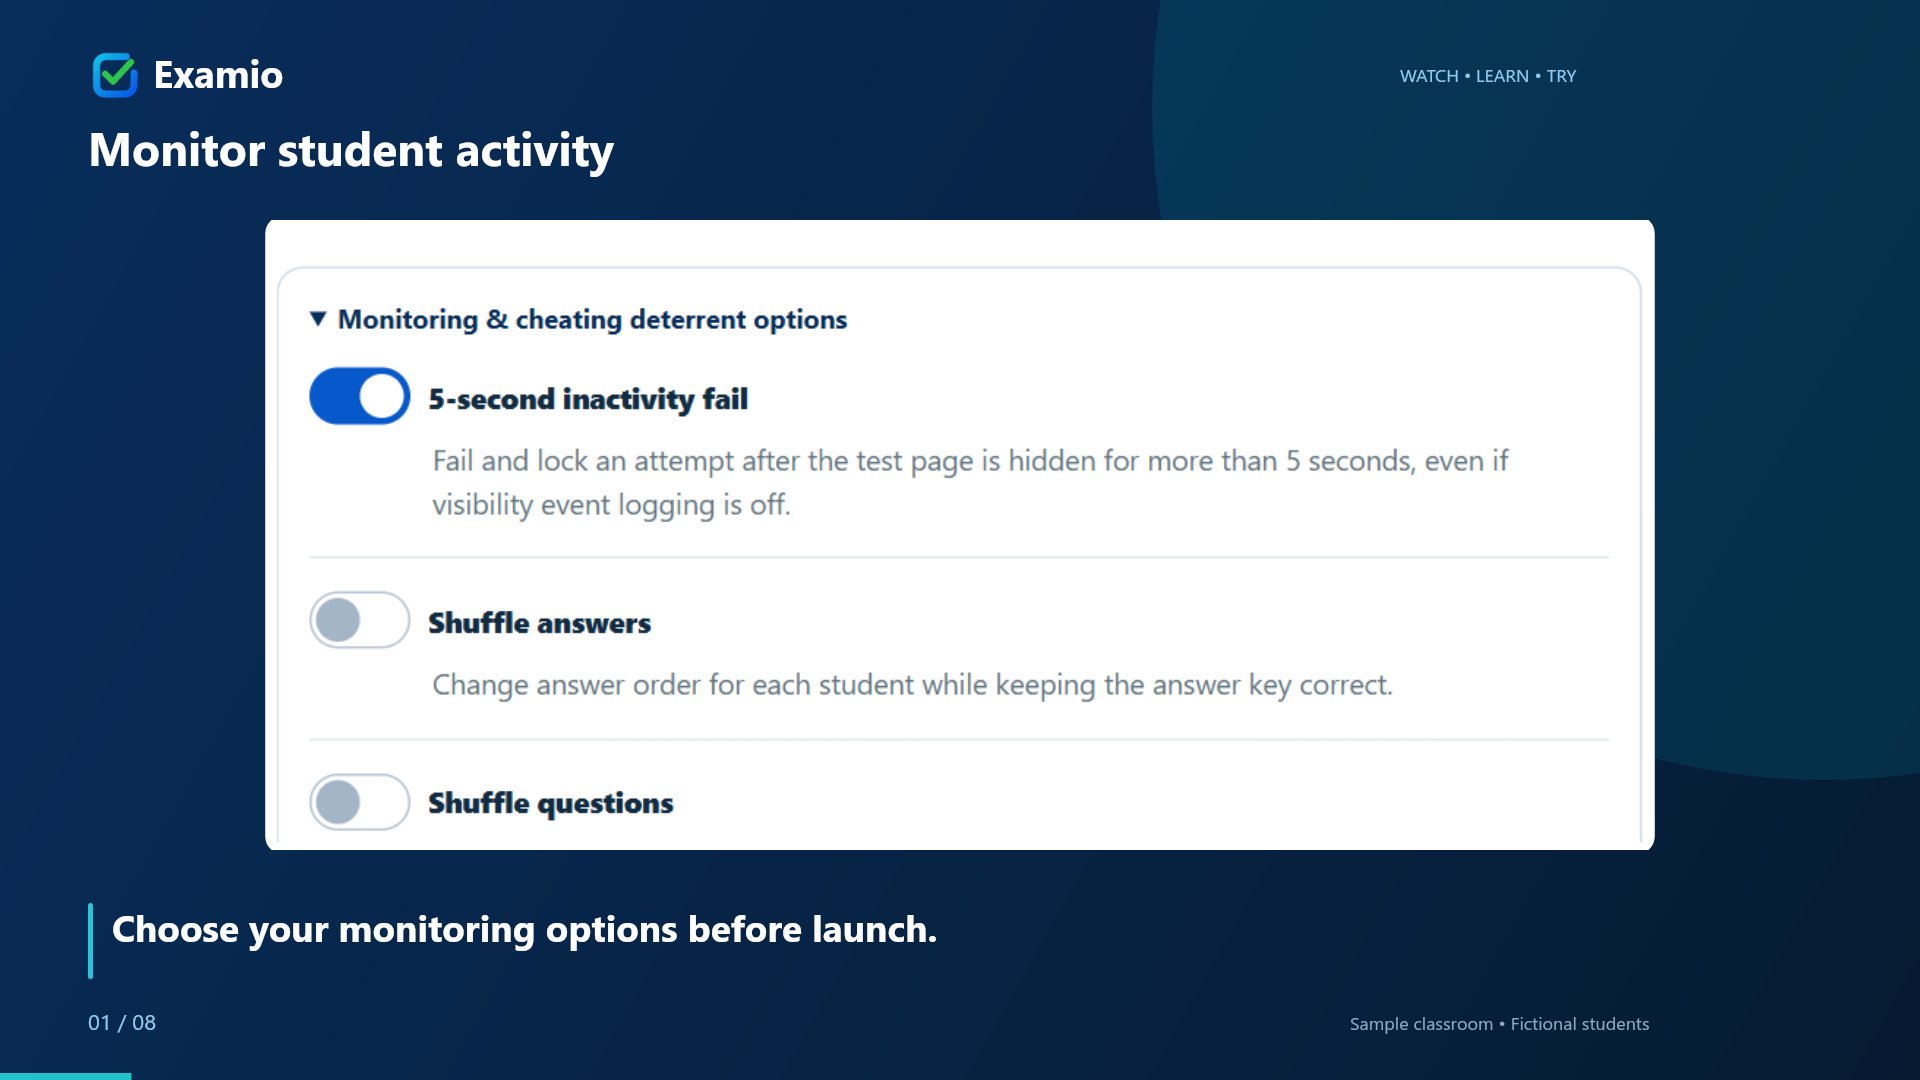 Examio
WATCH • LEARN • TRY
Monitor student activity
▼ Monitoring & cheating deterrent options
5-second inactivity fail
Fail and lock an attempt after the test page is hidden for more than 5 seconds, even if
visibility event logging is off.
Shuffle answers
Change answer order for each student while keeping the answer key correct.
Shuffle questions
Choose your monitoring options before launch.
01 / 08
Sample classroom • Fictional students